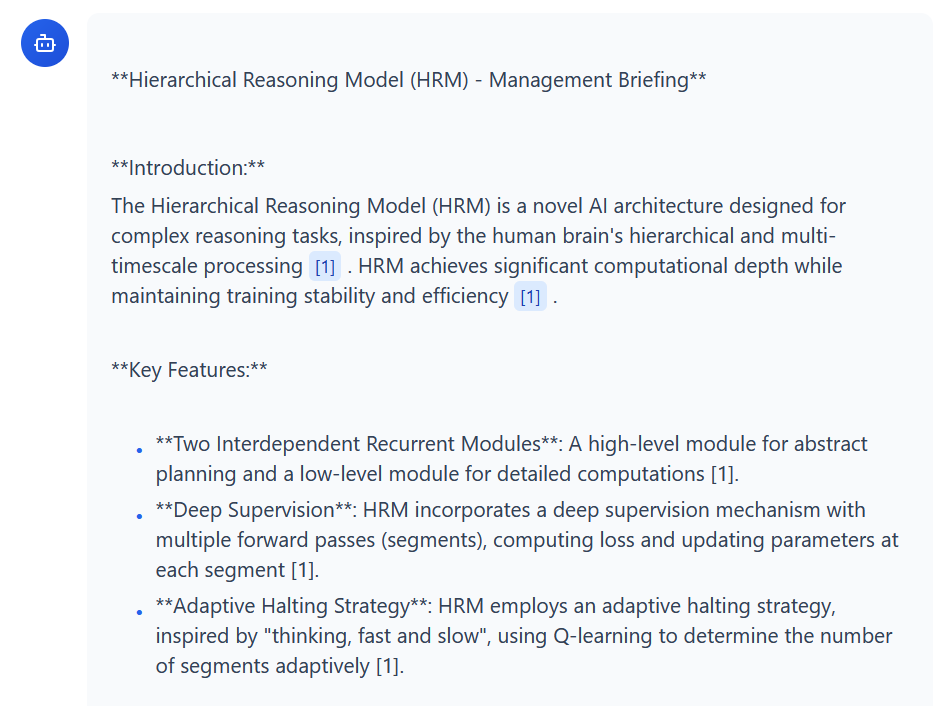 **Hierarchical Reasoning Model (HRM) - Management Briefing**
**Introduction:**
The Hierarchical Reasoning Model (HRM) is a novel AI architecture designed for
complex reasoning tasks, inspired by the human brain's hierarchical and multi-
timescale processing [1] . HRM achieves significant computational depth while
maintaining training stability and efficiency [1] .
**Key Features:**
• **Two Interdependent Recurrent Modules**: A high-level module for abstract
planning and a low-level module for detailed computations [1].
• **Deep Supervision**: HRM incorporates a deep supervision mechanism with
multiple forward passes (segments), computing loss and updating parameters at
each segment [1].
• **Adaptive Halting Strategy**: HRM employs an adaptive halting strategy,
inspired by "thinking, fast and slow", using Q-learning to determine the number
of segments adaptively [1].